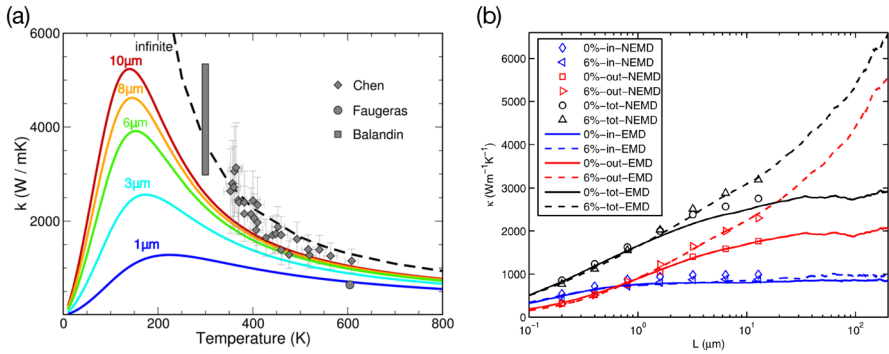 (a)
6000
4000
2000
0
k (W / mK)
infinite
10μm
8μm
6μm
3μm
1μm
Chen
Faugeras
Balandin
0
200
400
600
800
Temperature (K)
(b)
6000
5000
4000
3000
2000
1000
0
κ (Wm⁻¹K⁻¹)
0%-in-NEMD
6%-in-NEMD
0%-out-NEMD
6%-out-NEMD
0%-tot-NEMD
6%-tot-NEMD
0%-in-EMD
6%-in-EMD
0%-out-EMD
6%-out-EMD
0%-tot-EMD
6%-tot-EMD
10⁻¹
10⁰
10¹
10²
L (μm)